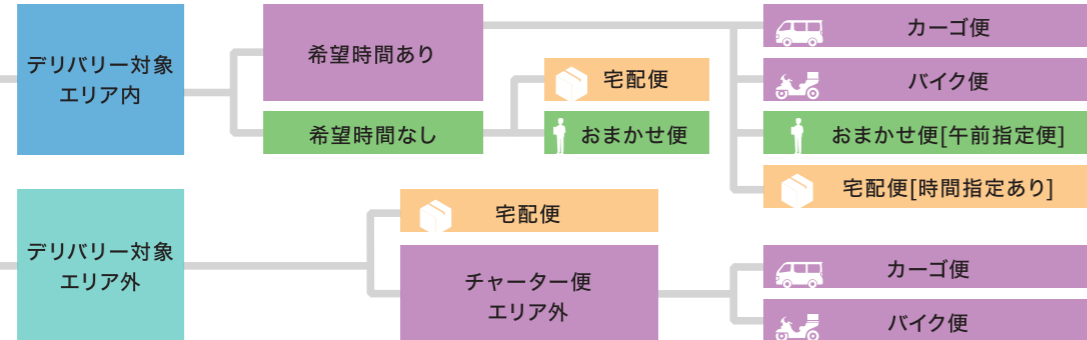 デリバリー対象
エリア内
希望時間あり
希望時間なし
宅配便
おまかせ便
カーゴ便
バイク便
おまかせ便[午前指定便]
宅配便[時間指定あり]
デリバリー対象
エリア外
宅配便
チャーター便
エリア外
カーゴ便
バイク便